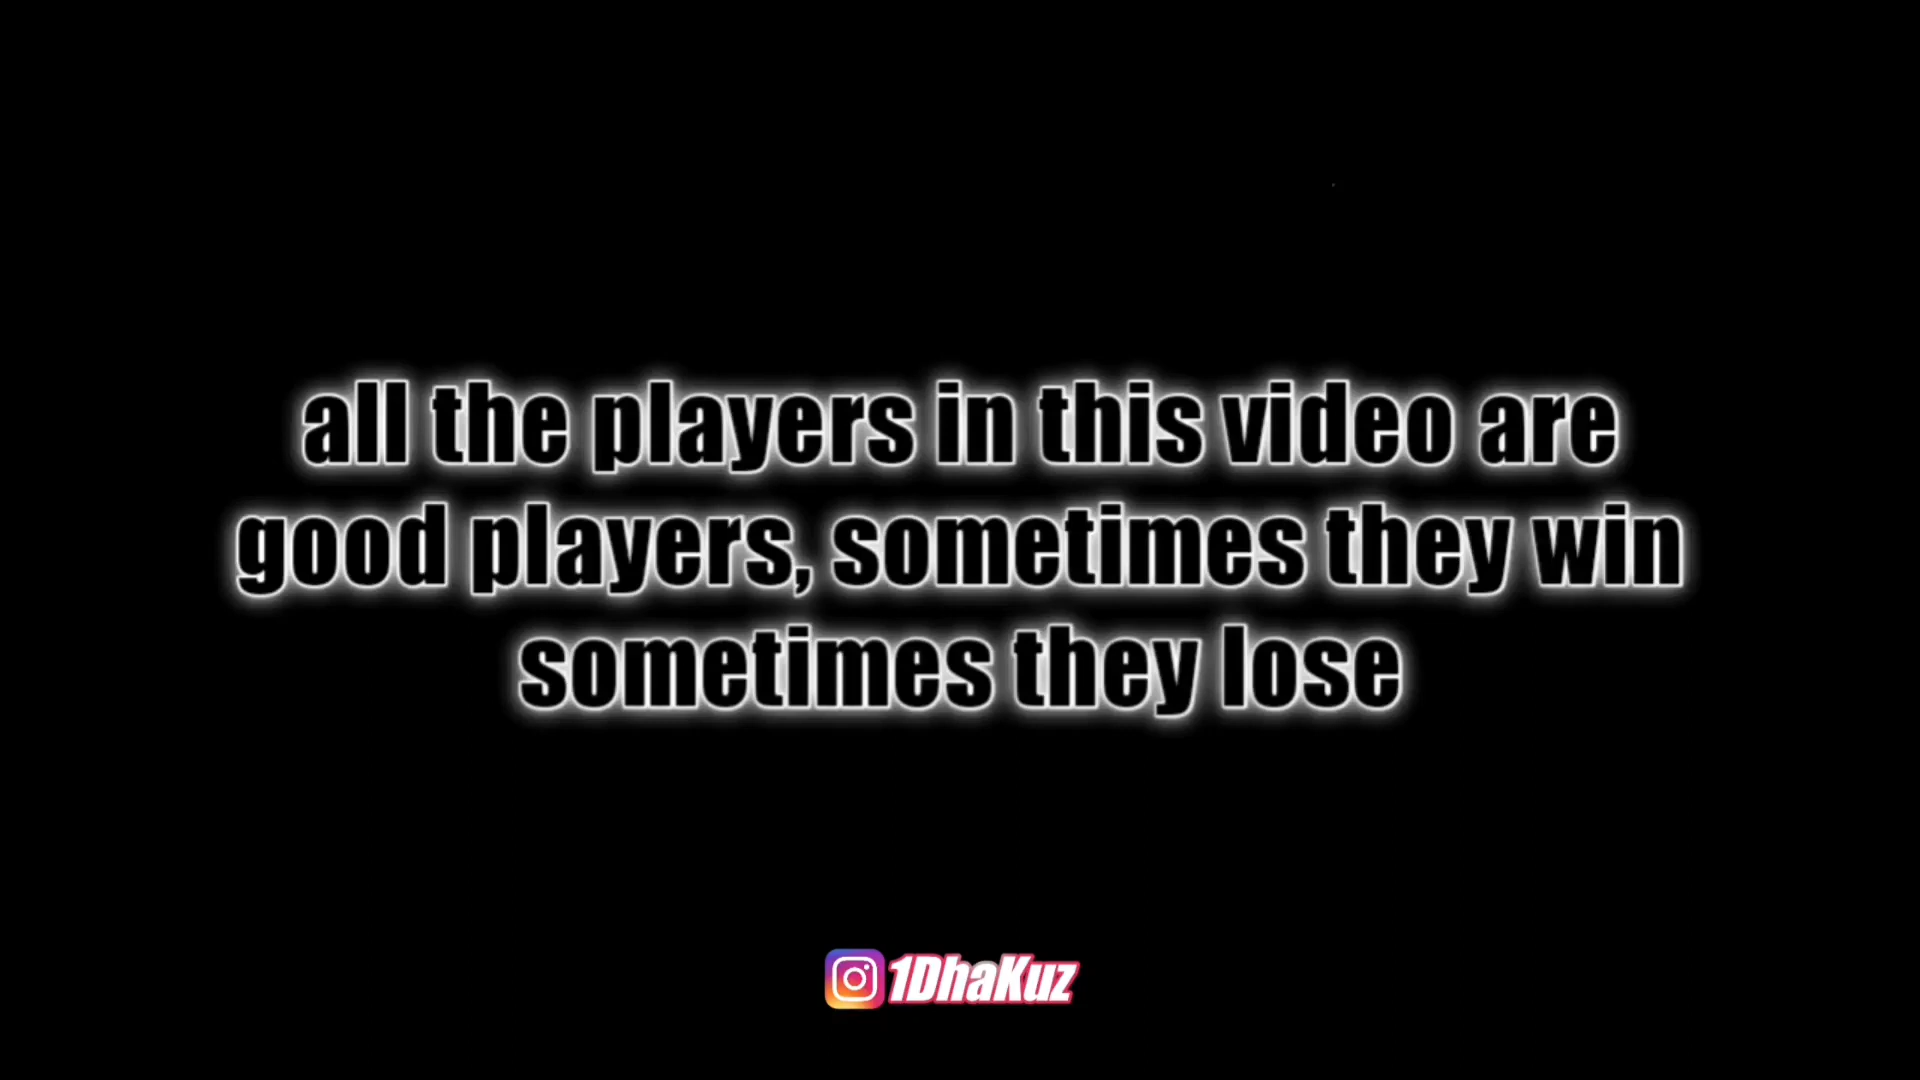 all the players in this video are
good players, sometimes they win
sometimes they lose
1DhaKuz